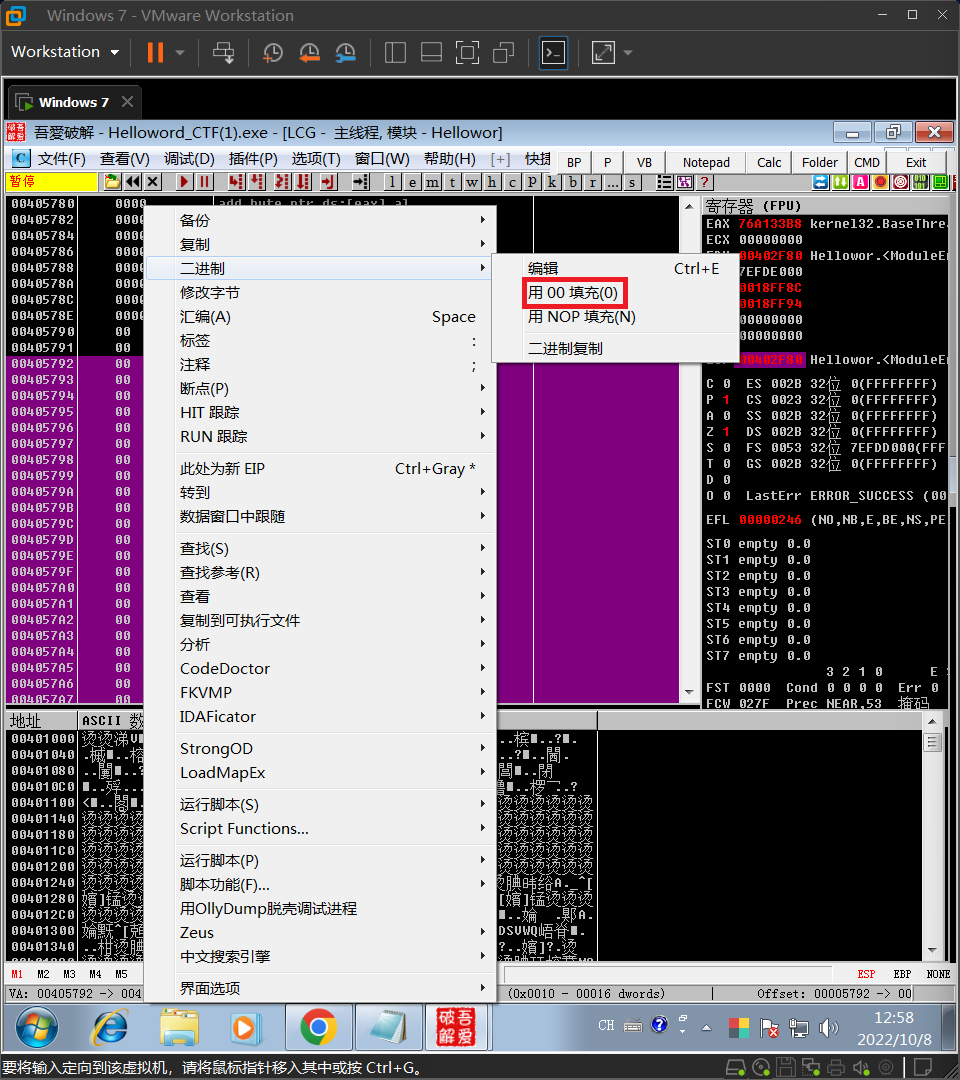 Windows 7 - VMware Workstation
Workstation
Windows 7
吾愛破解 - Helloword_CTF(1).exe - [LCG - 主线程, 模块 - Hellowor]
文件(F) 查看(V) 调试(D) 插件(P) 选项(T) 窗口(W) 帮助(H) [+] 快捷 BP P VB Notepad Calc Folder CMD Exit
暂停 l e m t w h c p k b r ... s ?
00405780 0000 add byte ptr ds:[eax],al
00405782 0000
00405784 0000
00405786 0000
00405788 0000
0040578A 0000
0040578C 0000
0040578E 0000
00405790 00
00405791 00
00405792 00
00405793 00
00405794 00
00405795 00
00405796 00
00405797 00
00405798 00
00405799 00
0040579A 00
0040579B 00
0040579C 00
0040579D 00
0040579E 00
0040579F 00
004057A0 00
004057A1 00
004057A2 00
004057A3 00
004057A4 00
004057A5 00
004057A6 00
004057A7 00
备份
复制
二进制
修改字节
汇编(A) Space
标签 :
注释 ;
断点(P)
HIT 跟踪
RUN 跟踪
此处为新 EIP Ctrl+Gray *
转到
数据窗口中跟随
查找(S)
查找参考(R)
查看
复制到可执行文件
分析
CodeDoctor
FKVMP
IDAFicator
StrongOD
LoadMapEx
运行脚本(S)
Script Functions...
运行脚本(P)
脚本功能(F)...
用OllyDump脱壳调试进程
Zeus
中文搜索引擎
界面选项
编辑 Ctrl+E
用 00 填充(0)
用 NOP 填充(N)
二进制复制
寄存器 (FPU)
EAX 76A133B8 kernel32.BaseThre
ECX 00000000
00402F80 Hellowor.<ModuleE
7EFDE000
0018FF8C
0018FF94
00000000
00000000
00402F80 Hellowor.<ModuleE
C 0 ES 002B 32位 0(FFFFFFFF)
P 1 CS 0023 32位 0(FFFFFFFF)
A 0 SS 002B 32位 0(FFFFFFFF)
Z 1 DS 002B 32位 0(FFFFFFFF)
S 0 FS 0053 32位 7EFDD000(FFF
T 0 GS 002B 32位 0(FFFFFFFF)
D 0
O 0 LastErr ERROR_SUCCESS (00
EFL 00000246 (NO,NB,E,BE,NS,PE
ST0 empty 0.0
ST1 empty 0.0
ST2 empty 0.0
ST3 empty 0.0
ST4 empty 0.0
ST5 empty 0.0
ST6 empty 0.0
ST7 empty 0.0
3 2 1 0 E
FST 0000 Cond 0 0 0 0 Err 0
FCW 027F Prec NEAR,53 掩码
地址 ASCII 数
00401000
00401040
00401080
004010C0
00401100
00401140
00401180
004011C0
00401200
00401240
00401280
004012C0
00401300
00401340
M1 M2 M3 M4 M5 ESP EBP NONE
VA: 00405792 -> 004 (0x0010 - 00016 dwords) Offset: 00005792 -> 00
破吾解爱
CH
12:58
2022/10/8
要将输入定向到该虚拟机，请将鼠标指针移入其中或按 Ctrl+G。